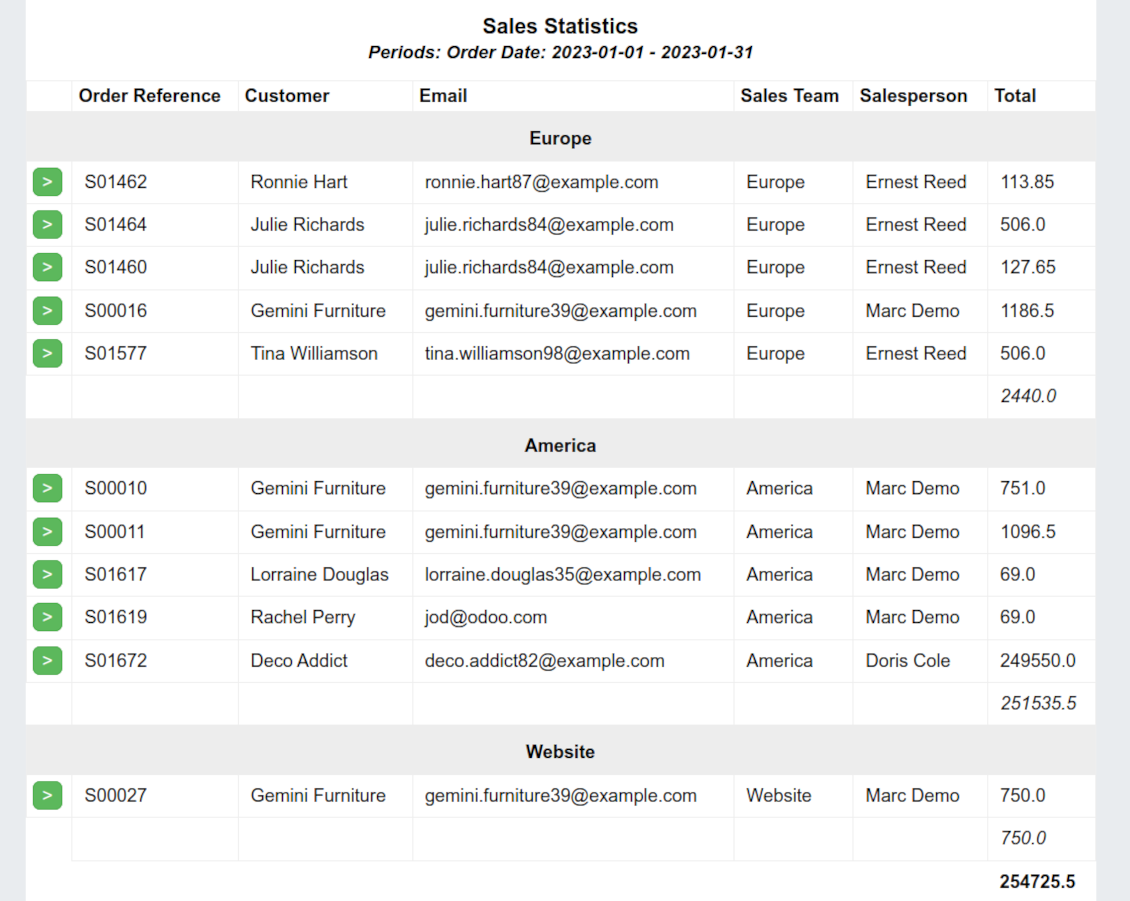 Sales Statistics
Periods: Order Date: 2023-01-01 - 2023-01-31
Order Reference Customer Email Sales Team Salesperson Total
Europe
> S01462 Ronnie Hart ronnie.hart87@example.com Europe Ernest Reed 113.85
> S01464 Julie Richards julie.richards84@example.com Europe Ernest Reed 506.0
> S01460 Julie Richards julie.richards84@example.com Europe Ernest Reed 127.65
> S00016 Gemini Furniture gemini.furniture39@example.com Europe Marc Demo 1186.5
> S01577 Tina Williamson tina.williamson98@example.com Europe Ernest Reed 506.0
2440.0
America
> S00010 Gemini Furniture gemini.furniture39@example.com America Marc Demo 751.0
> S00011 Gemini Furniture gemini.furniture39@example.com America Marc Demo 1096.5
> S01617 Lorraine Douglas lorraine.douglas35@example.com America Marc Demo 69.0
> S01619 Rachel Perry jod@odoo.com America Marc Demo 69.0
> S01672 Deco Addict deco.addict82@example.com America Doris Cole 249550.0
251535.5
Website
> S00027 Gemini Furniture gemini.furniture39@example.com Website Marc Demo 750.0
750.0
254725.5